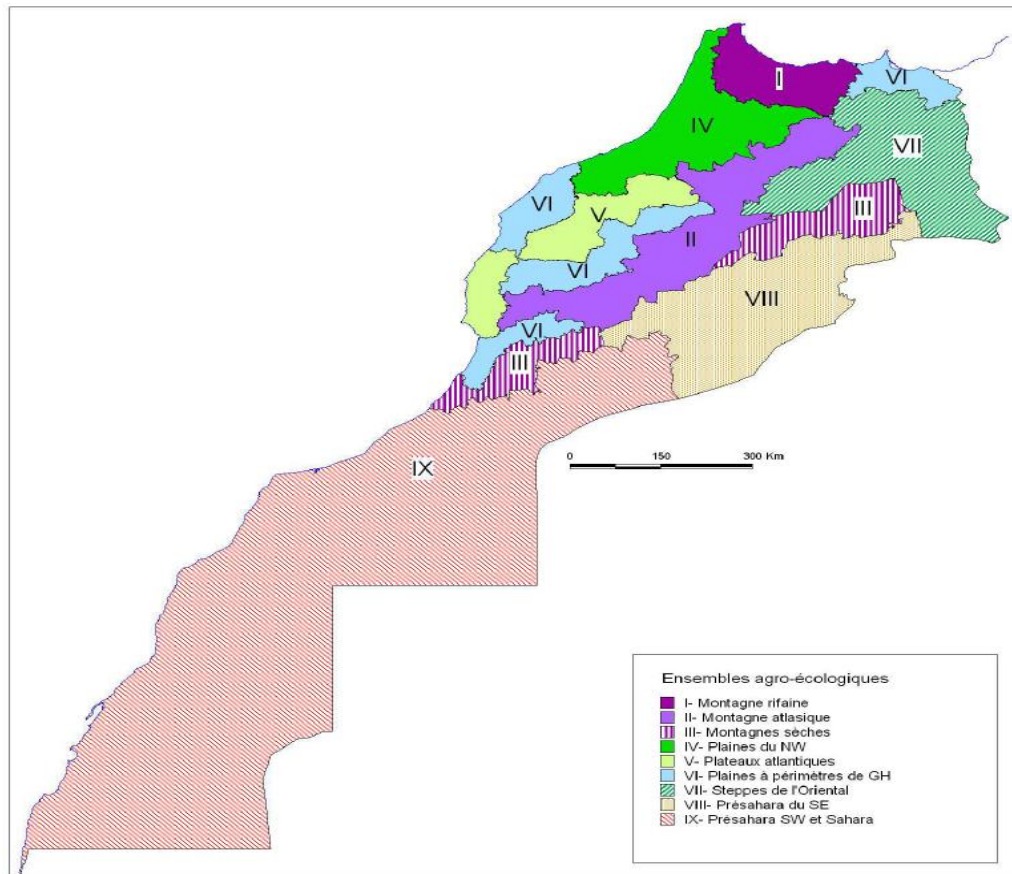 I
VI
IV
VII
VI
V
III
II
VI
VIII
VI
III
0 150 300 Km
IX
Ensembles agro-écologiques
I- Montagne rifaine
II- Montagne atlasique
III- Montagnes sèches
IV- Plaines du NW
V- Plateaux atlantiques
VI- Plaines à périmètres de GH
VII- Steppes de l'Oriental
VIII- Présahara du SE
IX- Présahara SW et Sahara